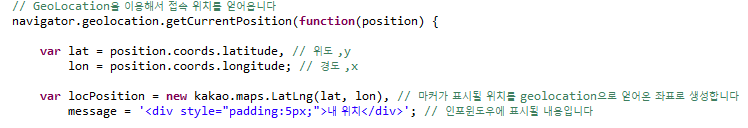 // GeoLocation을 이용해서 접속 위치를 얻어옵니다
navigator.geolocation.getCurrentPosition(function(position) {
var lat = position.coords.latitude, // 위도 ,y
lon = position.coords.longitude; // 경도 ,x
var locPosition = new kakao.maps.LatLng(lat, lon), // 마커가 표시될 위치를 geolocation으로 얻어온 좌표로 생성합니다
message = '<div style="padding:5px;">내 위치</div>'; // 인포윈도우에 표시될 내용입니다